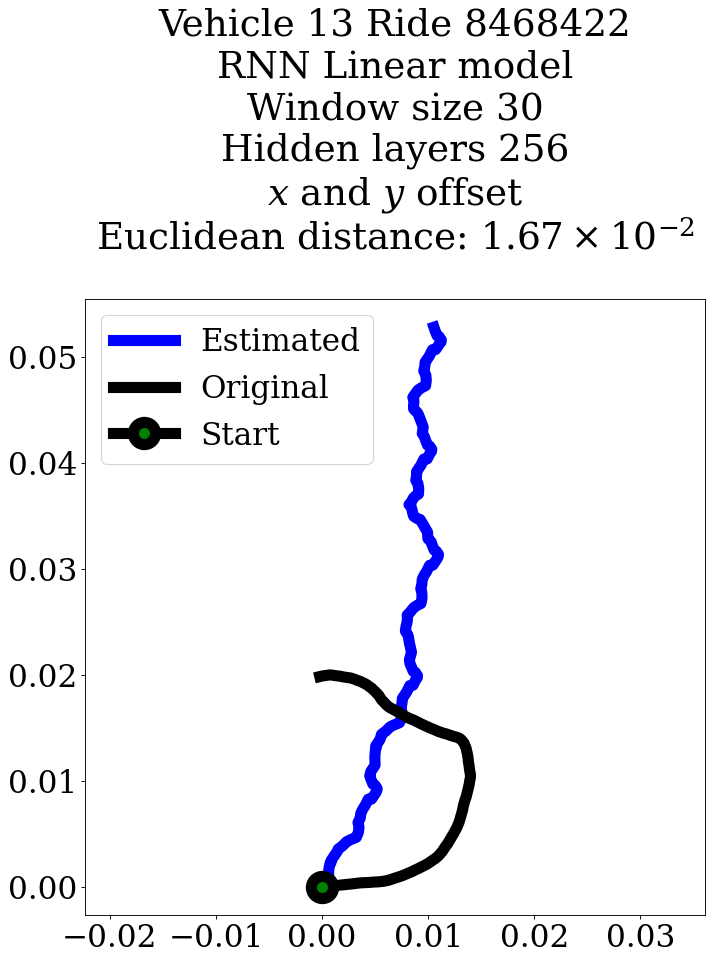 Vehicle 13 Ride 8468422
RNN Linear model
Window size 30
Hidden layers 256
x and y offset
Euclidean distance: 1.67 × 10⁻²
Estimated
Original
Start
0.05
0.04
0.03
0.02
0.01
0.00
−0.02 −0.01 0.00 0.01 0.02 0.03